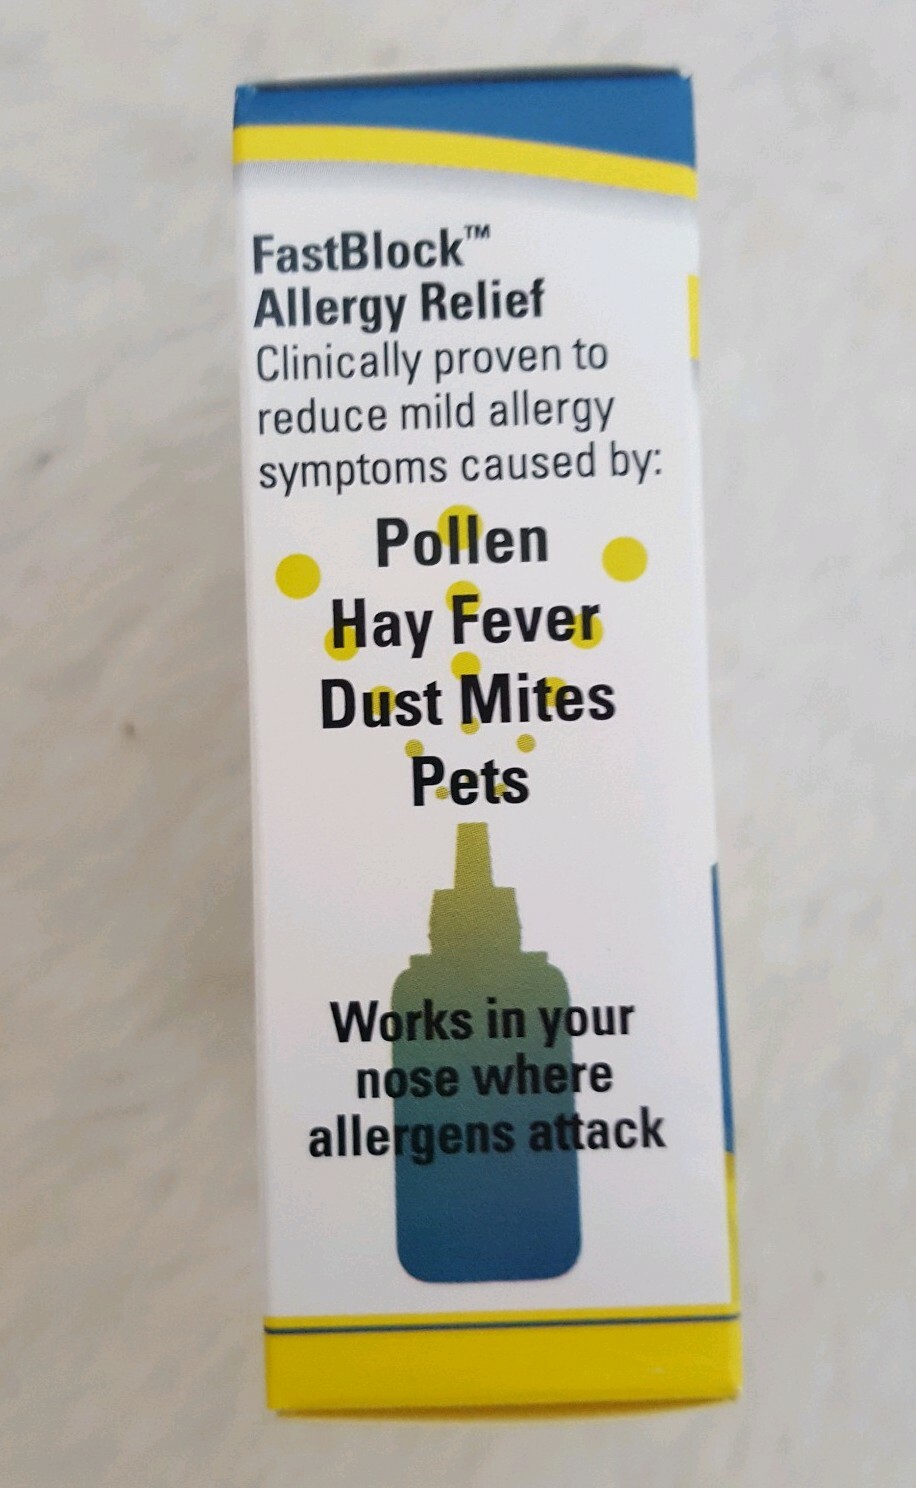 FastBlock™
Allergy Relief
Clinically proven to
reduce mild allergy
symptoms caused by:
Pollen
Hay Fever
Dust Mites
Pets
Works in your
nose where
allergens attack